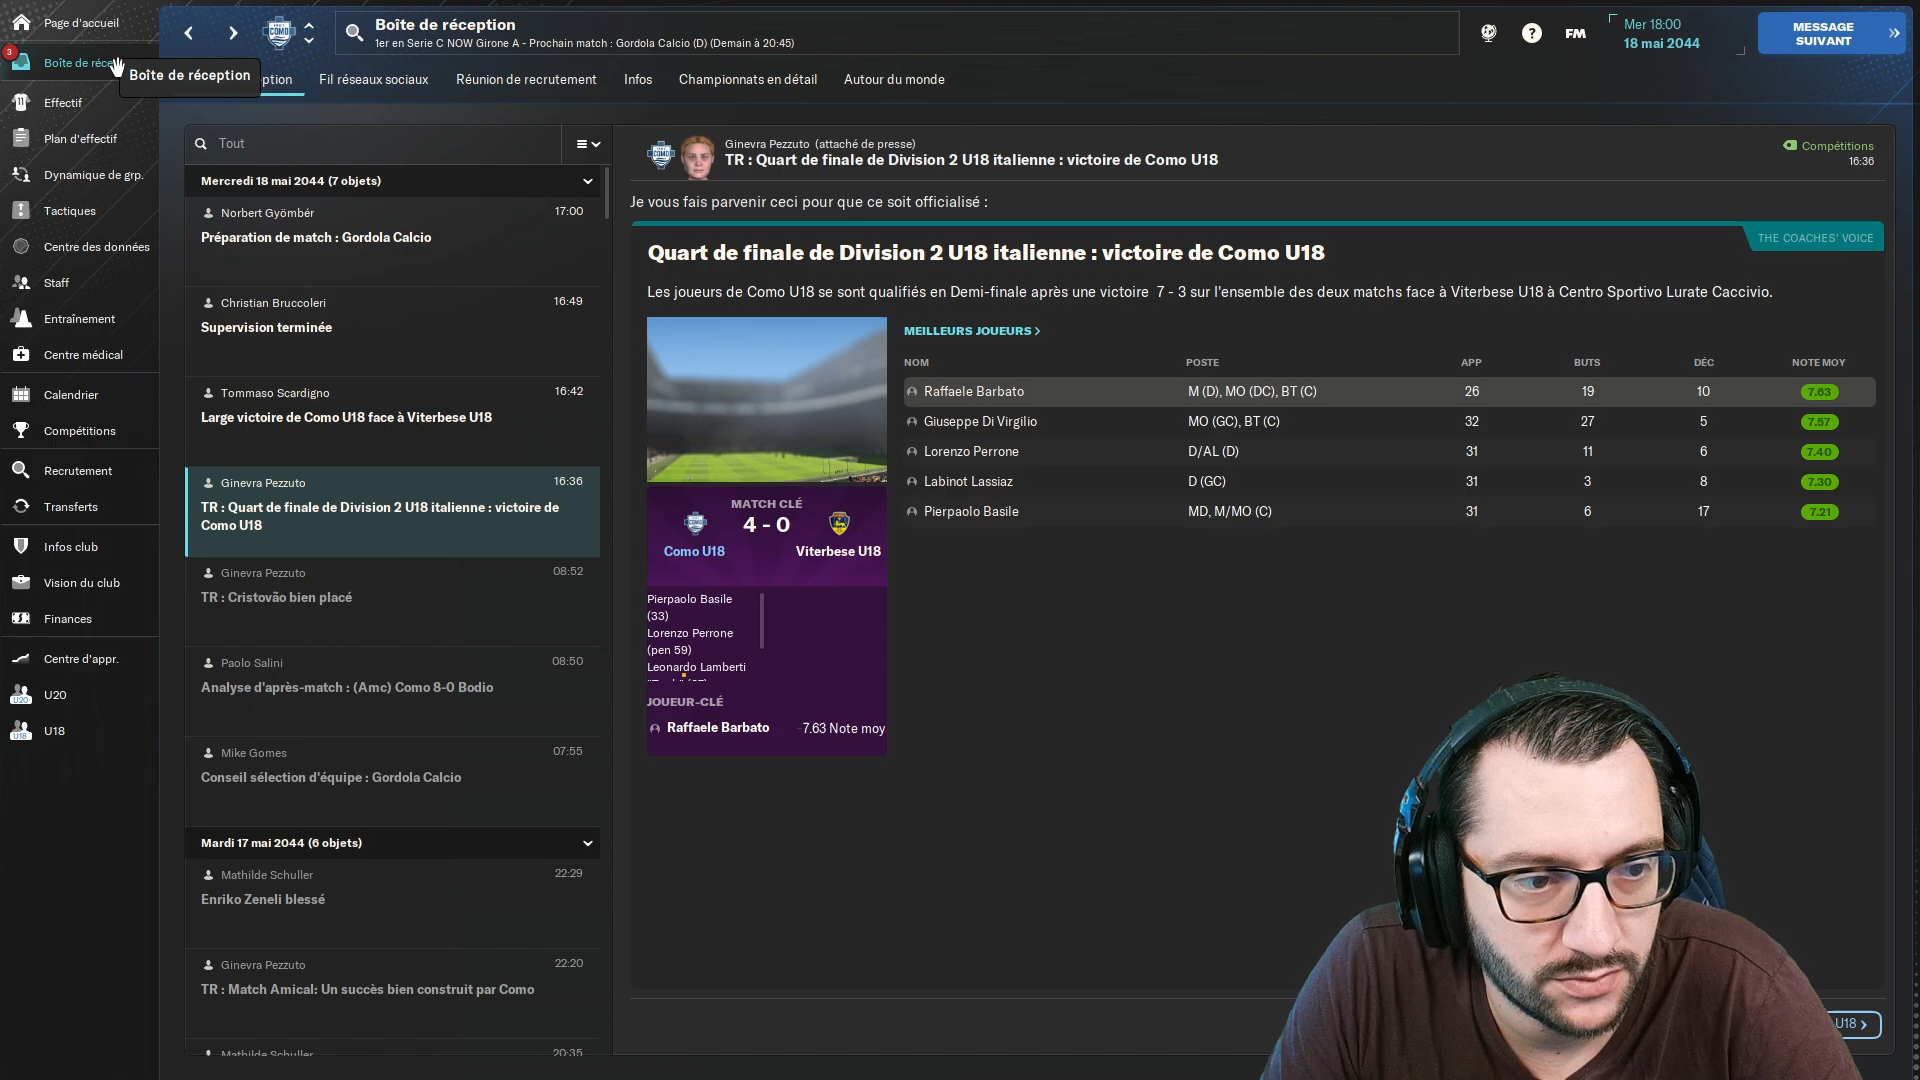 Page d'accueil
3
Boîte de réce
Boîte de réception
Effectif
Plan d'effectif
Dynamique de grp.
Tactiques
Centre des données
Staff
Entraînement
Centre médical
Calendrier
Compétitions
Recrutement
Transferts
Infos club
Vision du club
Finances
Centre d'appr.
U20
U20
U18
U18
Boîte de réception
1er en Serie C NOW Girone A - Prochain match : Gordola Calcio (D) (Demain à 20:45)
FM
Mer 18:00
18 mai 2044
MESSAGE
SUIVANT
ption
Fil réseaux sociaux
Réunion de recrutement
Infos
Championnats en détail
Autour du monde
Tout
Mercredi 18 mai 2044 (7 objets)
Norbert Gyömbér 17:00
Préparation de match : Gordola Calcio
Christian Bruccoleri 16:49
Supervision terminée
Tommaso Scardigno 16:42
Large victoire de Como U18 face à Viterbese U18
Ginevra Pezzuto 16:36
TR : Quart de finale de Division 2 U18 italienne : victoire de
Como U18
Ginevra Pezzuto 08:52
TR : Cristovão bien placé
Paolo Salini 08:50
Analyse d'après-match : (Amc) Como 8-0 Bodio
Mike Gomes 07:55
Conseil sélection d'équipe : Gordola Calcio
Mardi 17 mai 2044 (6 objets)
Mathilde Schuller 22:29
Enriko Zeneli blessé
Ginevra Pezzuto 22:20
TR : Match Amical: Un succès bien construit par Como
Mathilde Schuller 20:35
Ginevra Pezzuto (attaché de presse)
TR : Quart de finale de Division 2 U18 italienne : victoire de Como U18
Compétitions
16:36
Je vous fais parvenir ceci pour que ce soit officialisé :
THE COACHES' VOICE
Quart de finale de Division 2 U18 italienne : victoire de Como U18
Les joueurs de Como U18 se sont qualifiés en Demi-finale après une victoire 7 - 3 sur l'ensemble des deux matchs face à Viterbese U18 à Centro Sportivo Lurate Caccivio.
MEILLEURS JOUEURS
NOM POSTE APP BUTS DÉC NOTE MOY
Raffaele Barbato M (D), MO (DC), BT (C) 26 19 10 7.63
Giuseppe Di Virgilio MO (GC), BT (C) 32 27 5 7.57
Lorenzo Perrone D/AL (D) 31 11 6 7.40
Labinot Lassiaz D (GC) 31 3 8 7.30
Pierpaolo Basile MD, M/MO (C) 31 6 17 7.21
MATCH CLÉ
4 - 0
Como U18 Viterbese U18
Pierpaolo Basile
(33)
Lorenzo Perrone
(pen 59)
Leonardo Lamberti
JOUEUR-CLÉ
Raffaele Barbato -7.63 Note moy
U18